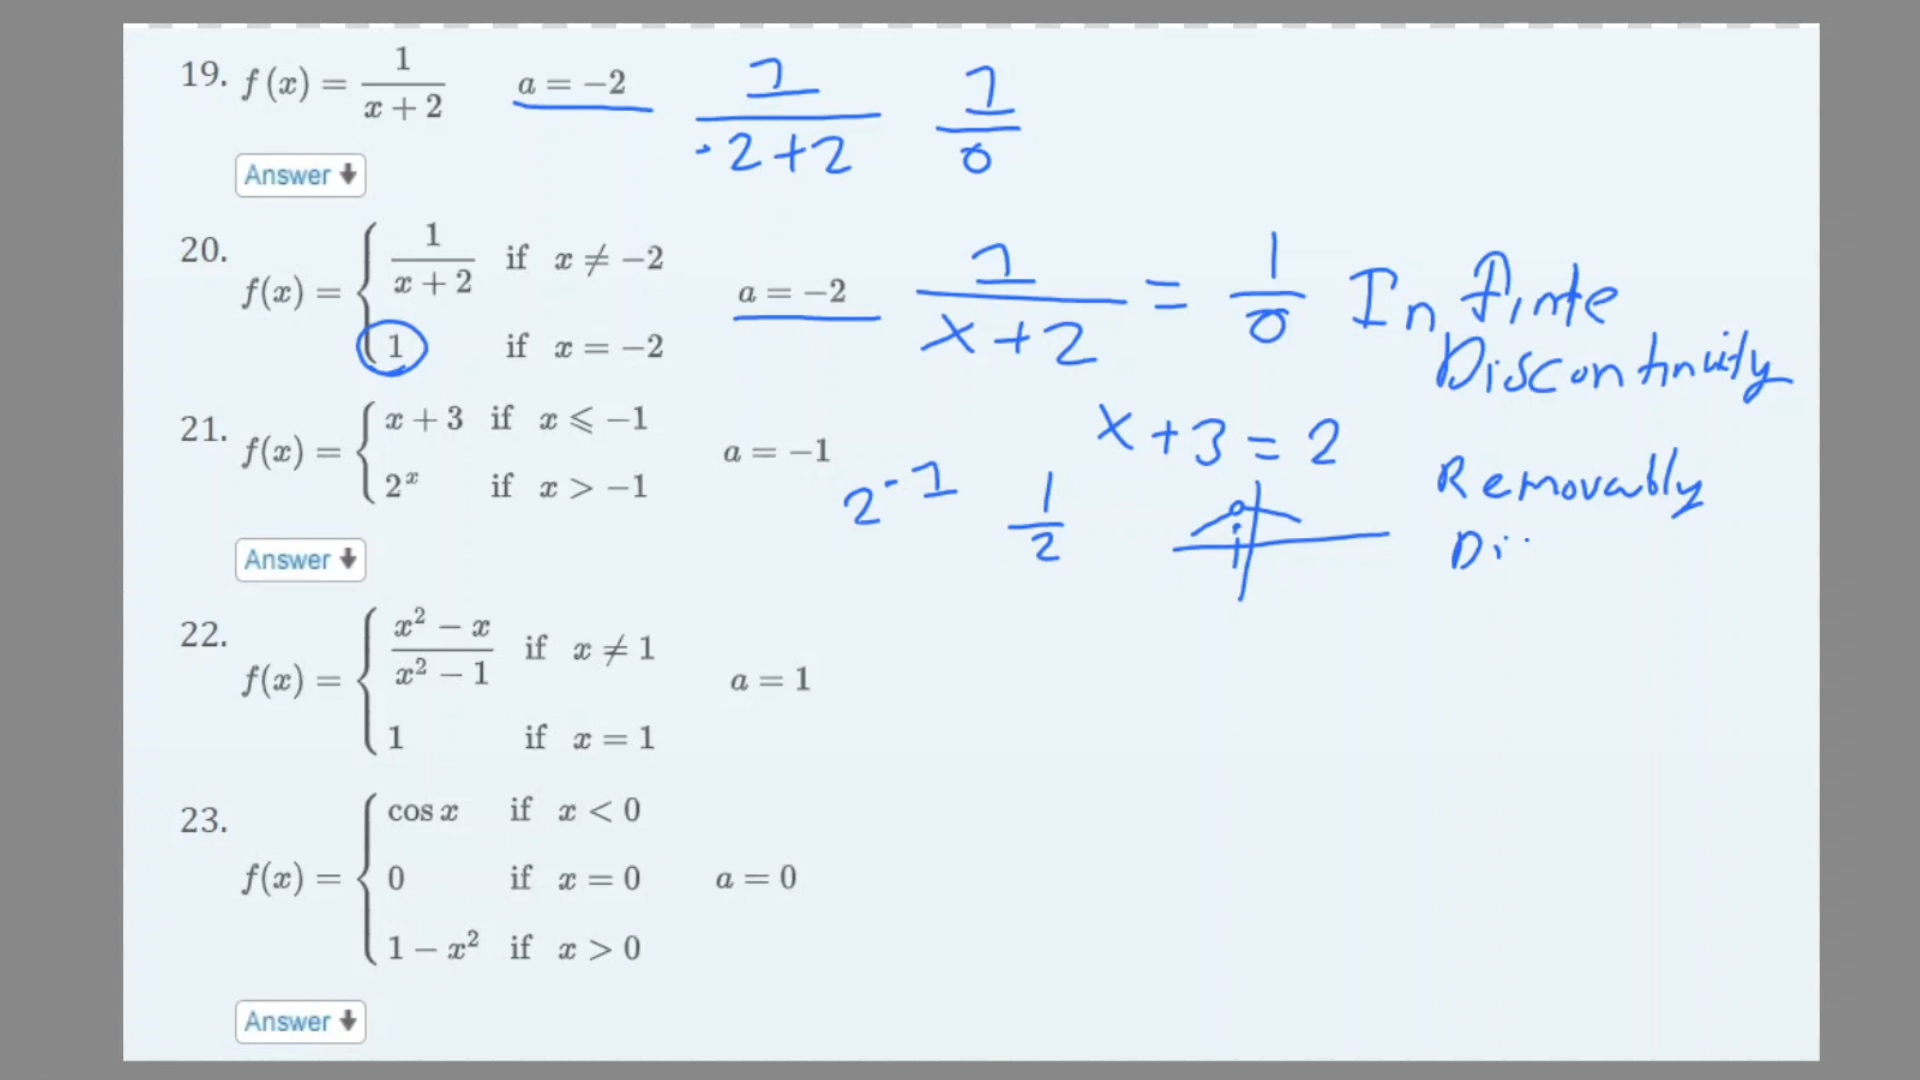 19. f(x) = 1/(x + 2)   a = −2   1/(-2+2)   1/0
Answer
20. f(x) = { 1/(x + 2) if x ≠ −2
1 if x = −2   a = −2   1/(x+2) = 1/0 Infinte
Discontinuity
21. f(x) = { x + 3 if x ⩽ −1
2^x if x > −1   a = −1   x+3 = 2
2^-1   1/2   Removably
Di
Answer
22. f(x) = { (x² − x)/(x² − 1) if x ≠ 1
1 if x = 1   a = 1
23. f(x) = { cos x if x < 0
0 if x = 0   a = 0
1 − x² if x > 0
Answer